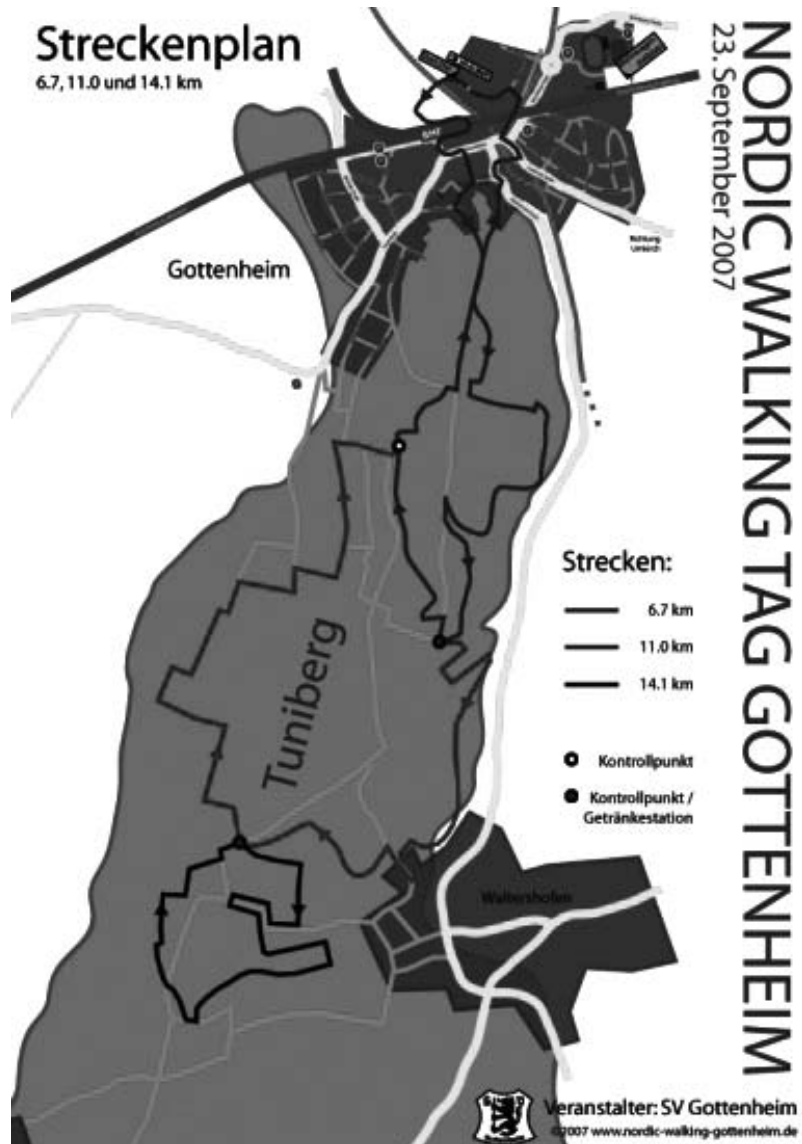 Streckenplan
6.7, 11.0 und 14.1 km
NORDIC WALKING TAG GOTTENHEIM
23. September 2007
Gottenheim
Richtung
Umkirch
Tuniberg
Strecken:
6.7 km
11.0 km
14.1 km
Kontrollpunkt
Kontrollpunkt /
Getränkestation
Waltershofen
Veranstalter: SV Gottenheim
©2007 www.nordic-walking-gottenheim.de